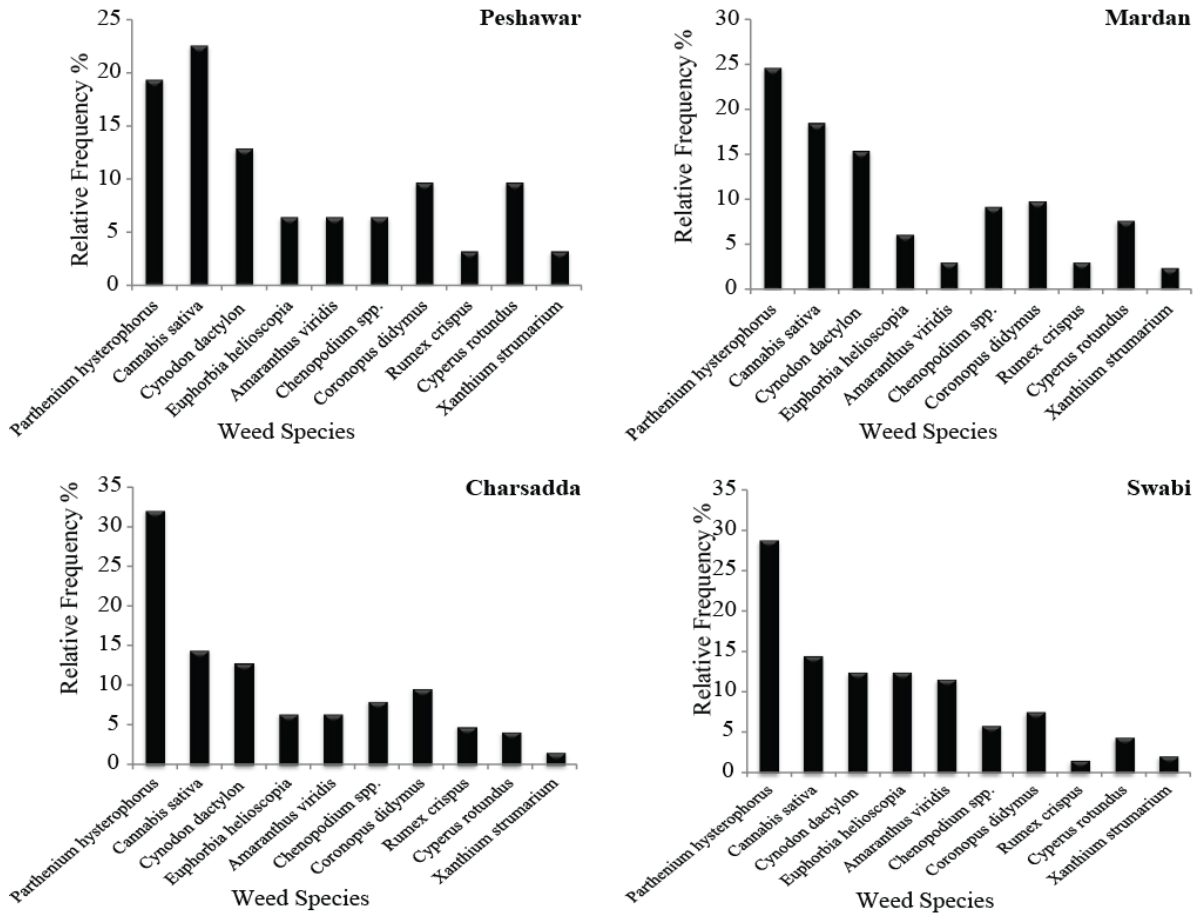 Peshawar
Relative Frequency %
25
20
15
10
5
0
Parthenium hysterophorus
Cannabis sativa
Cynodon dactylon
Euphorbia helioscopia
Amaranthus viridis
Chenopodium spp.
Coronopus didymus
Rumex crispus
Cyperus rotundus
Xanthium strumarium
Weed Species
Mardan
Relative Frequency %
30
25
20
15
10
5
0
Parthenium hysterophorus
Cannabis sativa
Cynodon dactylon
Euphorbia helioscopia
Amaranthus viridis
Chenopodium spp.
Coronopus didymus
Rumex crispus
Cyperus rotundus
Xanthium strumarium
Weed Species
Charsadda
Relative Frequency %
35
30
25
20
15
10
5
0
Parthenium hysterophorus
Cannabis sativa
Cynodon dactylon
Euphorbia helioscopia
Amaranthus viridis
Chenopodium spp.
Coronopus didymus
Rumex crispus
Cyperus rotundus
Xanthium strumarium
Weed Species
Swabi
Relative Frequency %
35
30
25
20
15
10
5
0
Parthenium hysterophorus
Cannabis sativa
Cynodon dactylon
Euphorbia helioscopia
Amaranthus viridis
Chenopodium spp.
Coronopus didymus
Rumex crispus
Cyperus rotundus
Xanthium strumarium
Weed Species